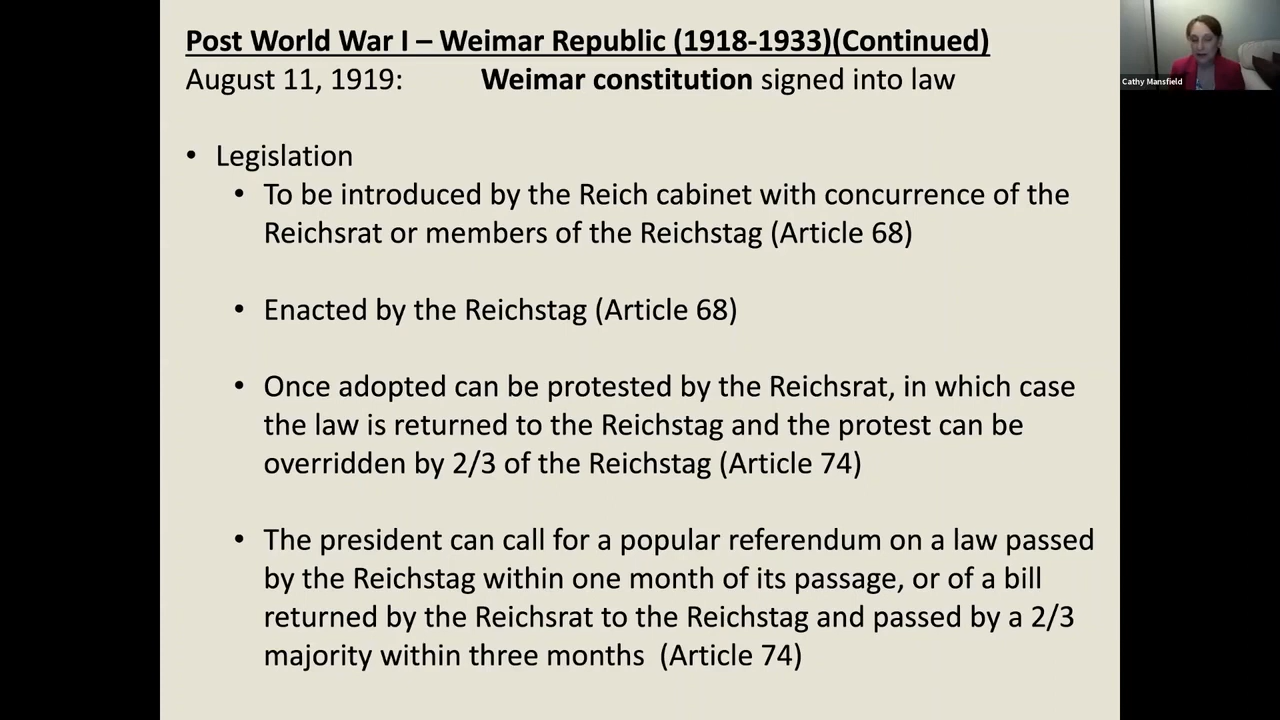 Post World War I – Weimar Republic (1918-1933)(Continued)
August 11, 1919: Weimar constitution signed into law
• Legislation
• To be introduced by the Reich cabinet with concurrence of the
Reichsrat or members of the Reichstag (Article 68)
• Enacted by the Reichstag (Article 68)
• Once adopted can be protested by the Reichsrat, in which case
the law is returned to the Reichstag and the protest can be
overridden by 2/3 of the Reichstag (Article 74)
• The president can call for a popular referendum on a law passed
by the Reichstag within one month of its passage, or of a bill
returned by the Reichsrat to the Reichstag and passed by a 2/3
majority within three months (Article 74)
Cathy Mansfield